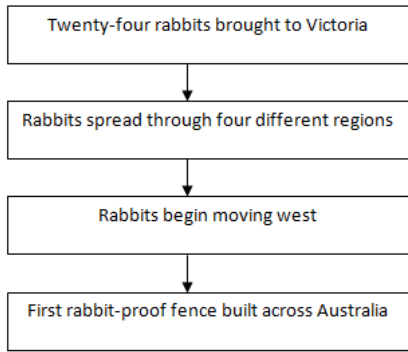 Twenty-four rabbits brought to Victoria
Rabbits spread through four different regions
Rabbits begin moving west
First rabbit-proof fence built across Australia